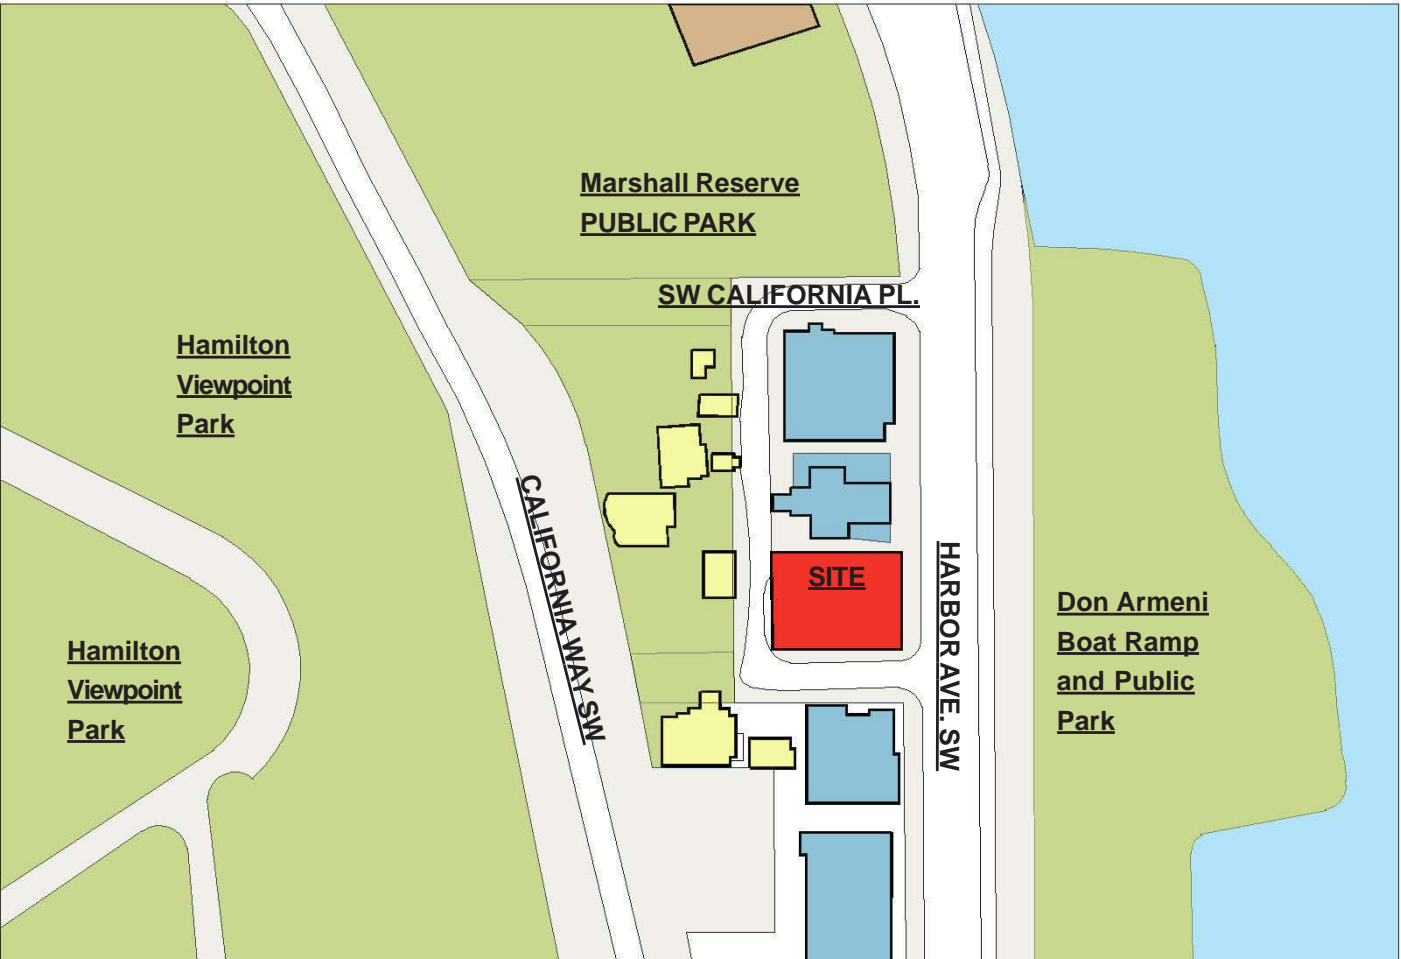 Marshall Reserve
PUBLIC PARK
SW CALIFORNIA PL.
Hamilton
Viewpoint
Park
CALIFORNIA WAY SW
SITE
HARBOR AVE. SW
Don Armeni
Boat Ramp
and Public
Park
Hamilton
Viewpoint
Park